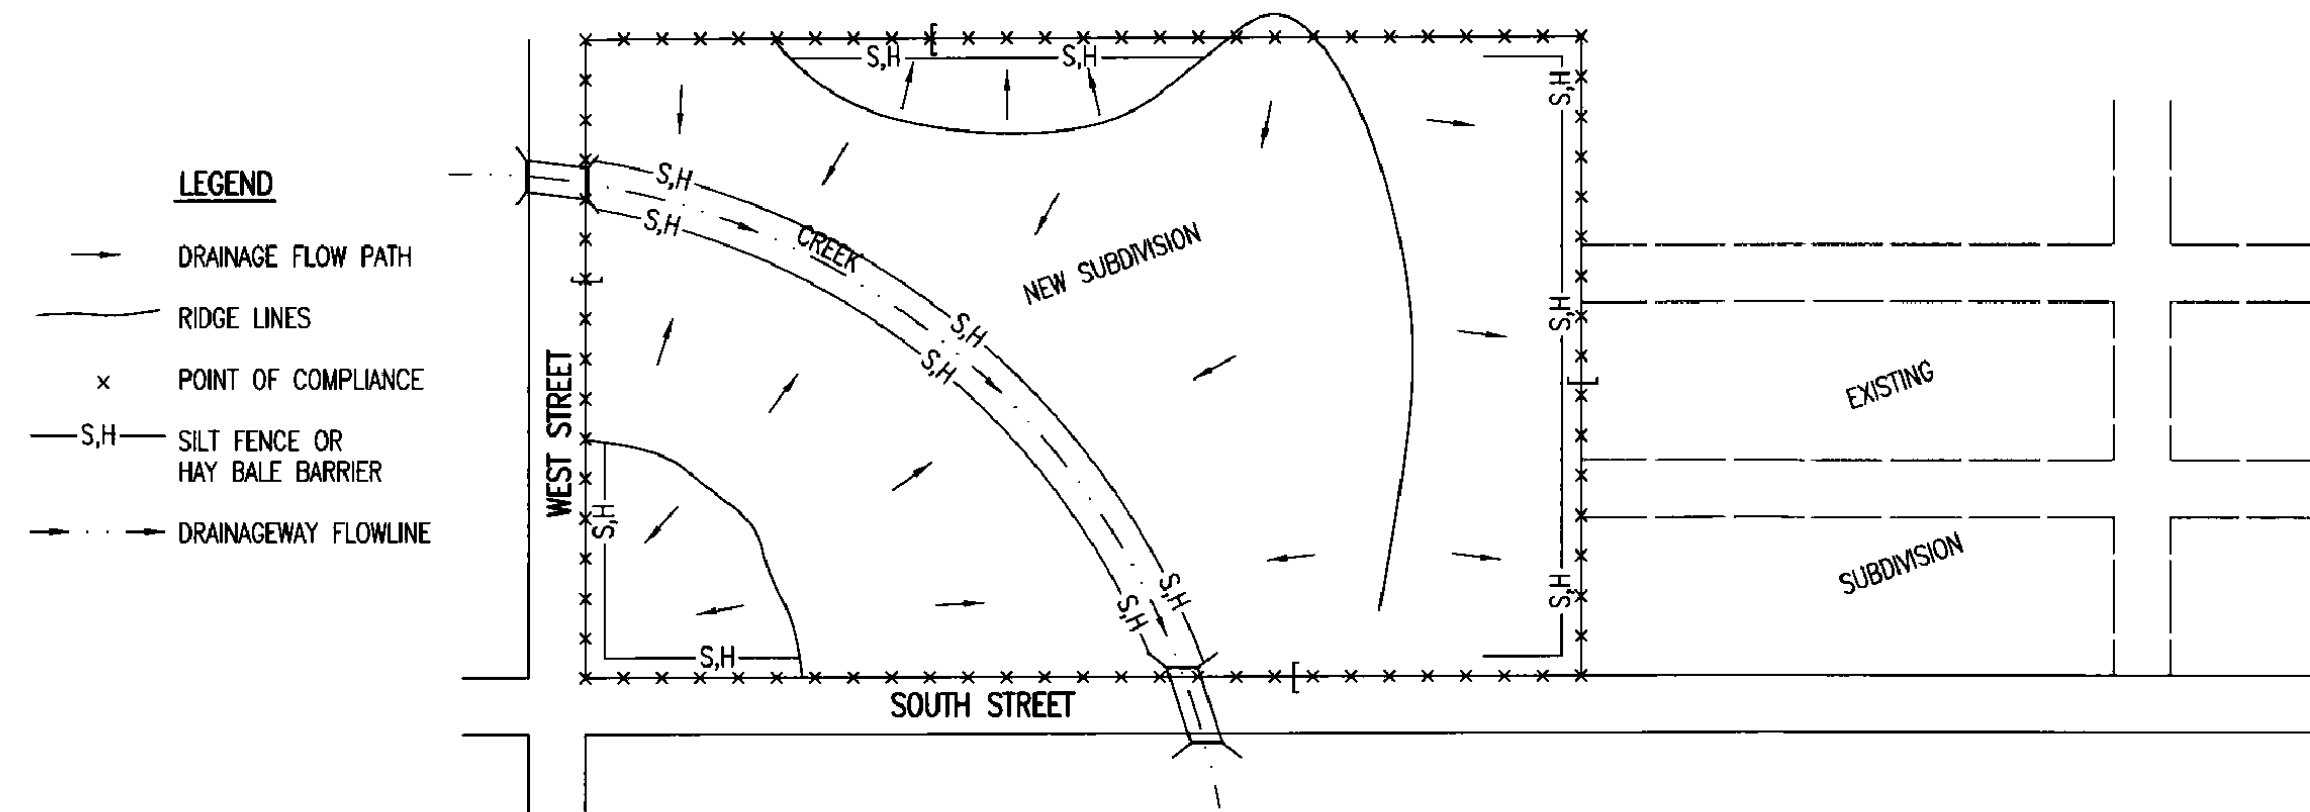 LEGEND
DRAINAGE FLOW PATH
RIDGE LINES
x POINT OF COMPLIANCE
S,H SILT FENCE OR
HAY BALE BARRIER
DRAINAGEWAY FLOWLINE
S,H
S,H
S,H
S,H
S,H
CREEK
NEW SUBDIVISION
S,H
S,H
S,H
WEST STREET
EXISTING
S,H
S,H
S,H
S,H
SUBDIVISION
S,H
SOUTH STREET